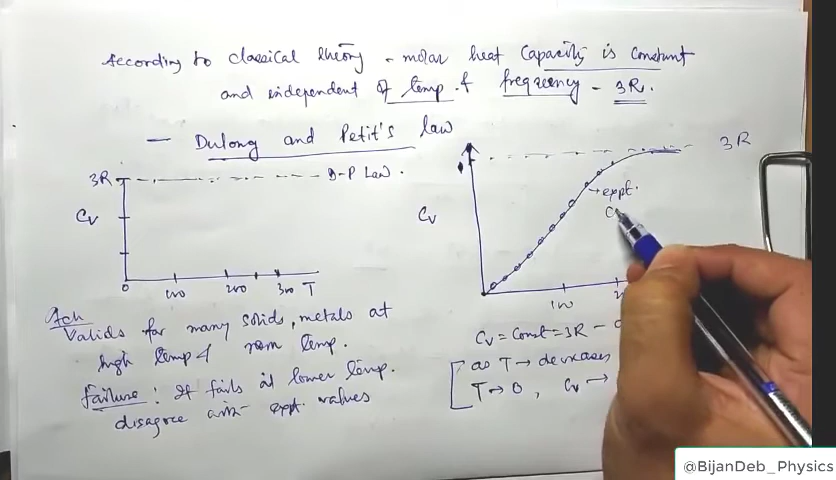 According to classical theory - molar heat capacity is constant
and independent of temp. & frequency - 3R.
— Dulong and Petit's law
3R
D-P Law.
Cv
0 100 200 300 T
Ach
Valids for many solids, metals at
high temp & room temp.
Failure: It fails at lower temp.
disagree with expt. values
3R
expt.
Cv
100
Cv = Const = 3R -
as T → decreases
T → 0, Cv →
@BijanDeb_Physics